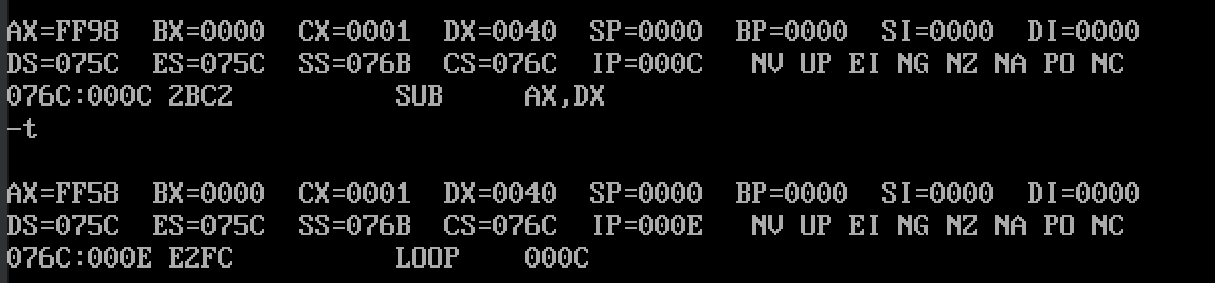 AX=FF98  BX=0000  CX=0001  DX=0040  SP=0000  BP=0000  SI=0000  DI=0000
DS=075C  ES=075C  SS=076B  CS=076C  IP=000C   NV UP EI NG NZ NA PO NC
076C:000C 2BC2          SUB     AX,DX
-t
AX=FF58  BX=0000  CX=0001  DX=0040  SP=0000  BP=0000  SI=0000  DI=0000
DS=075C  ES=075C  SS=076B  CS=076C  IP=000E   NV UP EI NG NZ NA PO NC
076C:000E E2FC          LOOP    000C